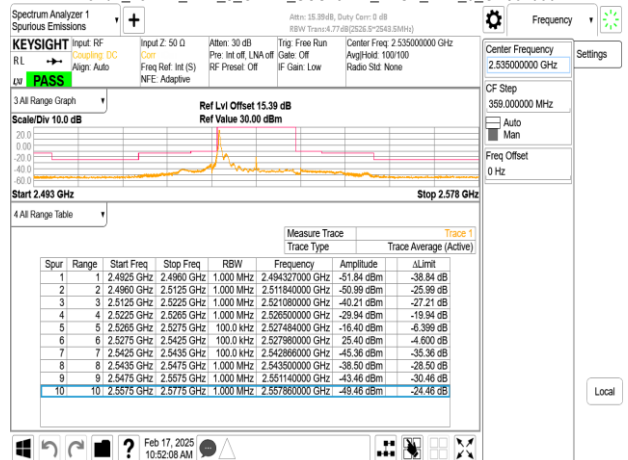 Spectrum Analyzer 1
Spurious Emissions
Attn: 15.39dB, Duty Corr: 0 dB
RBW Trans:4.77dB(2526.5~2543.5MHz)
Frequency
KEYSIGHT Input: RF Input Z: 50 Ω Atten: 30 dB Trig: Free Run Center Freq: 2.535000000 GHz
RL Coupling: DC Corr Pre: Int off, LNA off Gate: Off Avg|Hold: 100/100
Align: Auto Freq Ref: Int (S) RF Presel: Off IF Gain: Low Radio Std: None
LXI PASS NFE: Adaptive
Center Frequency
2.535000000 GHz
Settings
CF Step
359.000000 MHz
Auto
Man
Freq Offset
0 Hz
3 All Range Graph
Ref Lvl Offset 15.39 dB
Scale/Div 10.0 dB Ref Value 30.00 dBm
20.0
0.00
-20.0
-40.0
-60.0
Start 2.493 GHz Stop 2.578 GHz
4 All Range Table
Measure Trace Trace 1
Trace Type Trace Average (Active)
Spur Range Start Freq Stop Freq RBW Frequency Amplitude ΔLimit
1 1 2.4925 GHz 2.4960 GHz 1.000 MHz 2.494327000 GHz -51.84 dBm -38.84 dB
2 2 2.4960 GHz 2.5125 GHz 1.000 MHz 2.511840000 GHz -50.99 dBm -25.99 dB
3 3 2.5125 GHz 2.5225 GHz 1.000 MHz 2.521080000 GHz -40.21 dBm -27.21 dB
4 4 2.5225 GHz 2.5265 GHz 1.000 MHz 2.526500000 GHz -29.94 dBm -19.94 dB
5 5 2.5265 GHz 2.5275 GHz 100.0 kHz 2.527484000 GHz -16.40 dBm -6.399 dB
6 6 2.5275 GHz 2.5425 GHz 100.0 kHz 2.527980000 GHz 25.40 dBm -4.600 dB
7 7 2.5425 GHz 2.5435 GHz 100.0 kHz 2.542866000 GHz -45.36 dBm -35.36 dB
8 8 2.5435 GHz 2.5475 GHz 1.000 MHz 2.543500000 GHz -38.50 dBm -28.50 dB
9 9 2.5475 GHz 2.5575 GHz 1.000 MHz 2.551140000 GHz -43.46 dBm -30.46 dB
10 10 2.5575 GHz 2.5775 GHz 1.000 MHz 2.557860000 GHz -49.46 dBm -24.46 dB
Local
Feb 17, 2025
10:52:08 AM